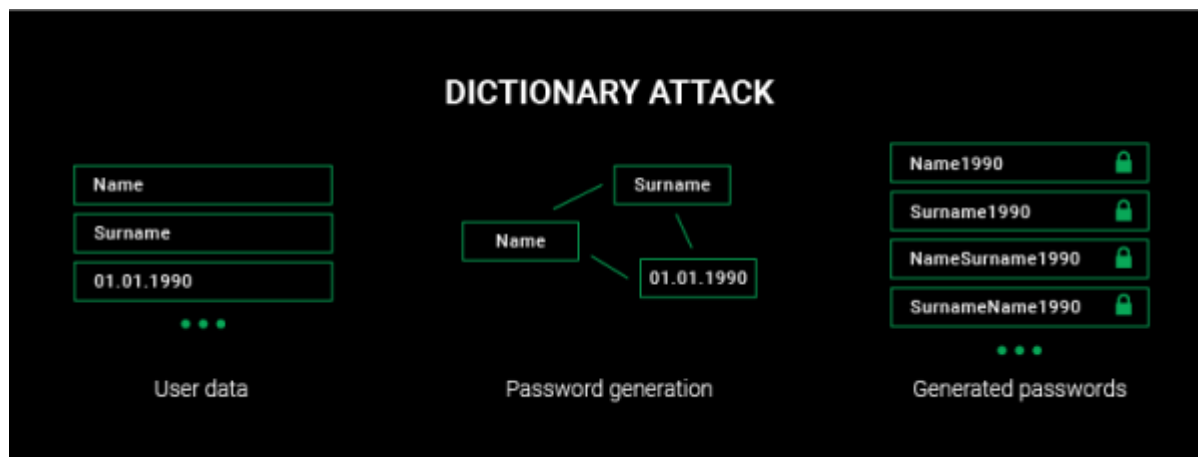 DICTIONARY ATTACK
Name
Surname
01.01.1990
User data
Surname
Name
01.01.1990
Password generation
Name1990
Surname1990
NameSurname1990
SurnameName1990
Generated passwords